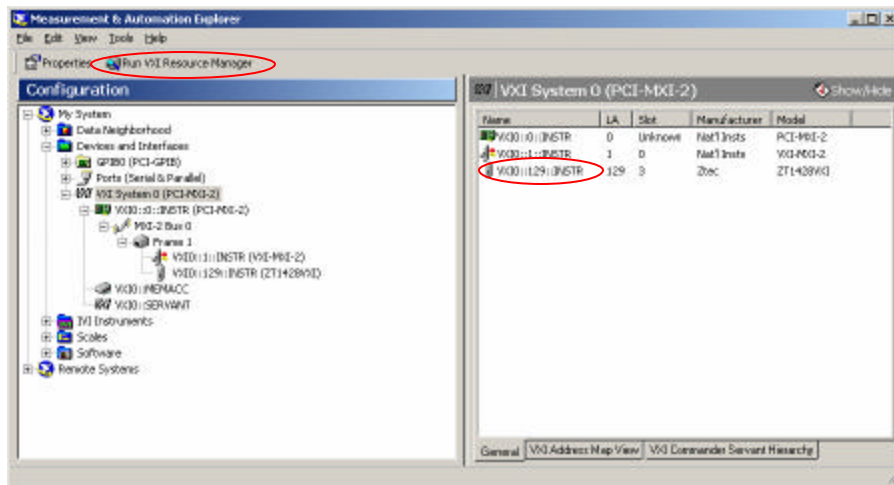 Measurement & Automation Explorer
File Edit View Tools Help
Properties Run VXI Resource Manager
Configuration
My System
Data Neighborhood
Devices and Interfaces
GPIB0 (PCI-GPIB)
Ports (Serial & Parallel)
VXI System 0 (PCI-MXI-2)
VXI0::0::INSTR (PCI-MXI-2)
MXI-2 Bus 0
Frame 1
VXI0::1::INSTR (VXI-MXI-2)
VXI0::129::INSTR (ZT1428VXI)
VXI0::MEMACC
VXI0::SERVANT
IVI Instruments
Scales
Software
Remote Systems
VXI System 0 (PCI-MXI-2) Show/Hide
Name LA Slot Manufacturer Model
VXI0::0::INSTR 0 Unknown Nat'l Insts PCI-MXI-2
VXI0::1::INSTR 1 0 Nat'l Insts VXI-MXI-2
VXI0::129::INSTR 129 3 Ztec ZT1428VXI
General VXI Address Map View VXI Commander Servant Hierarchy